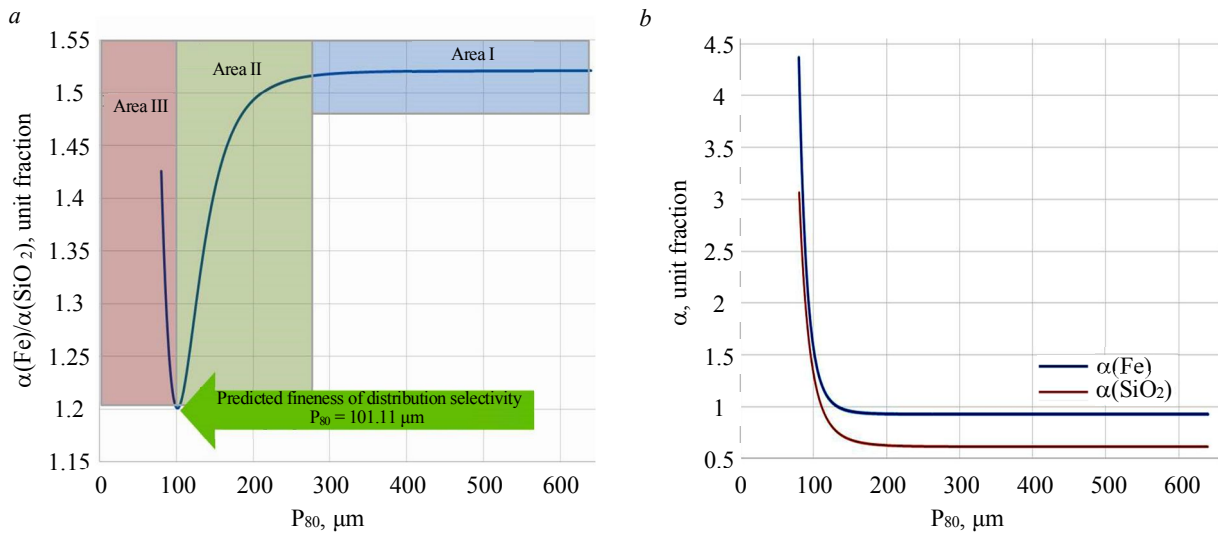 a
1.55
1.5
1.45
1.4
1.35
1.3
1.25
1.2
1.15
α(Fe)/α(SiO 2), unit fraction
Area III
Area II
Area I
Predicted fineness of distribution selectivity
P80 = 101.11 μm
0 100 200 300 400 500 600
P80, μm
b
4.5
4
3.5
3
2.5
2
1.5
1
0.5
α, unit fraction
α(Fe)
α(SiO2)
0 100 200 300 400 500 600
P80, μm